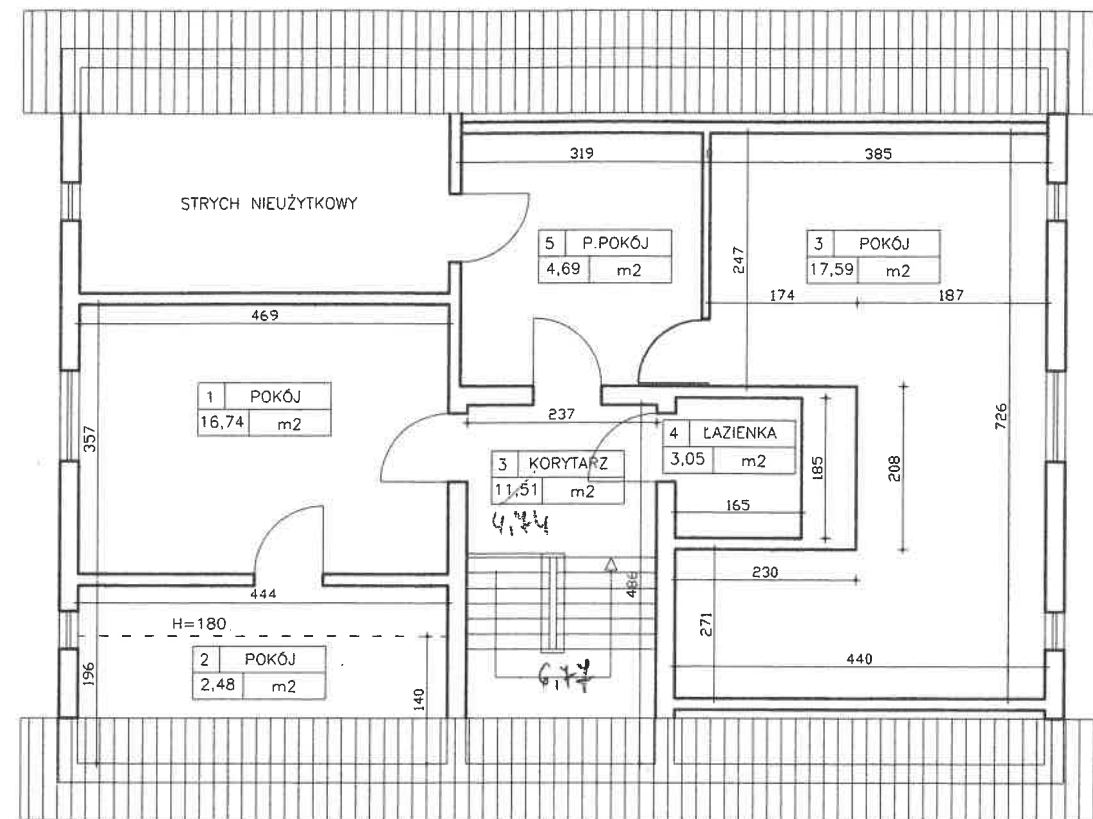 319
385
STRYCH NIEUŻYTKOWY
5 P.POKÓJ
4,69 m2
3 POKÓJ
17,59 m2
247
174
187
469
1 POKÓJ
16,74 m2
357
237
726
3 KORYTARZ
11,51 m2
4,74
4 ŁAZIENKA
3,05 m2
185
208
165
230
486
444
H=180
271
2 POKÓJ
2,48 m2
196
140
440